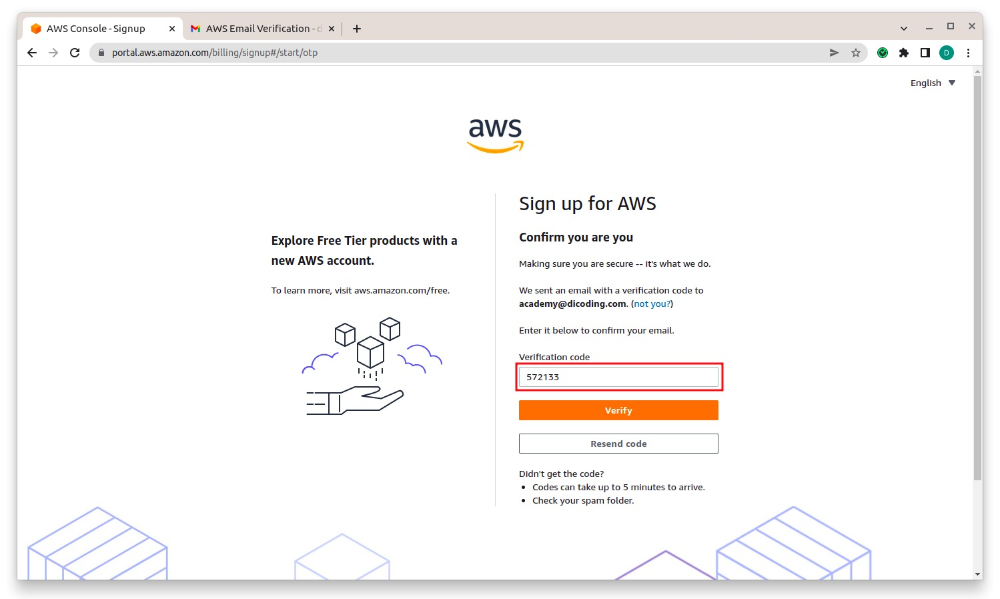 AWS Console - Signup
AWS Email Verification - d
portal.aws.amazon.com/billing/signup#/start/otp
D
English
aws
Explore Free Tier products with a
new AWS account.
To learn more, visit aws.amazon.com/free.
Sign up for AWS
Confirm you are you
Making sure you are secure -- it's what we do.
We sent an email with a verification code to
academy@dicoding.com. (not you?)
Enter it below to confirm your email.
Verification code
572133
Verify
Resend code
Didn't get the code?
• Codes can take up to 5 minutes to arrive.
• Check your spam folder.